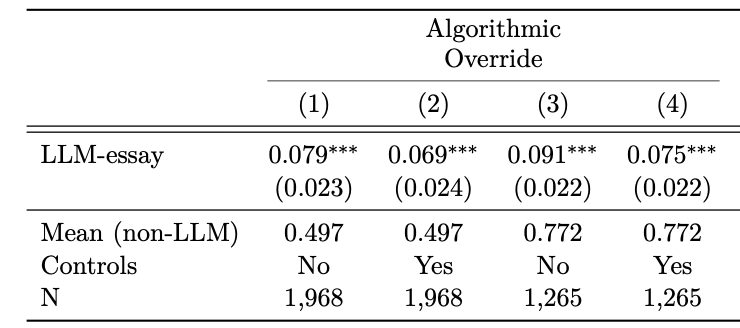 Algorithmic
Override
(1) (2) (3) (4)
LLM-essay 0.079*** 0.069*** 0.091*** 0.075***
(0.023) (0.024) (0.022) (0.022)
Mean (non-LLM) 0.497 0.497 0.772 0.772
Controls No Yes No Yes
N 1,968 1,968 1,265 1,265